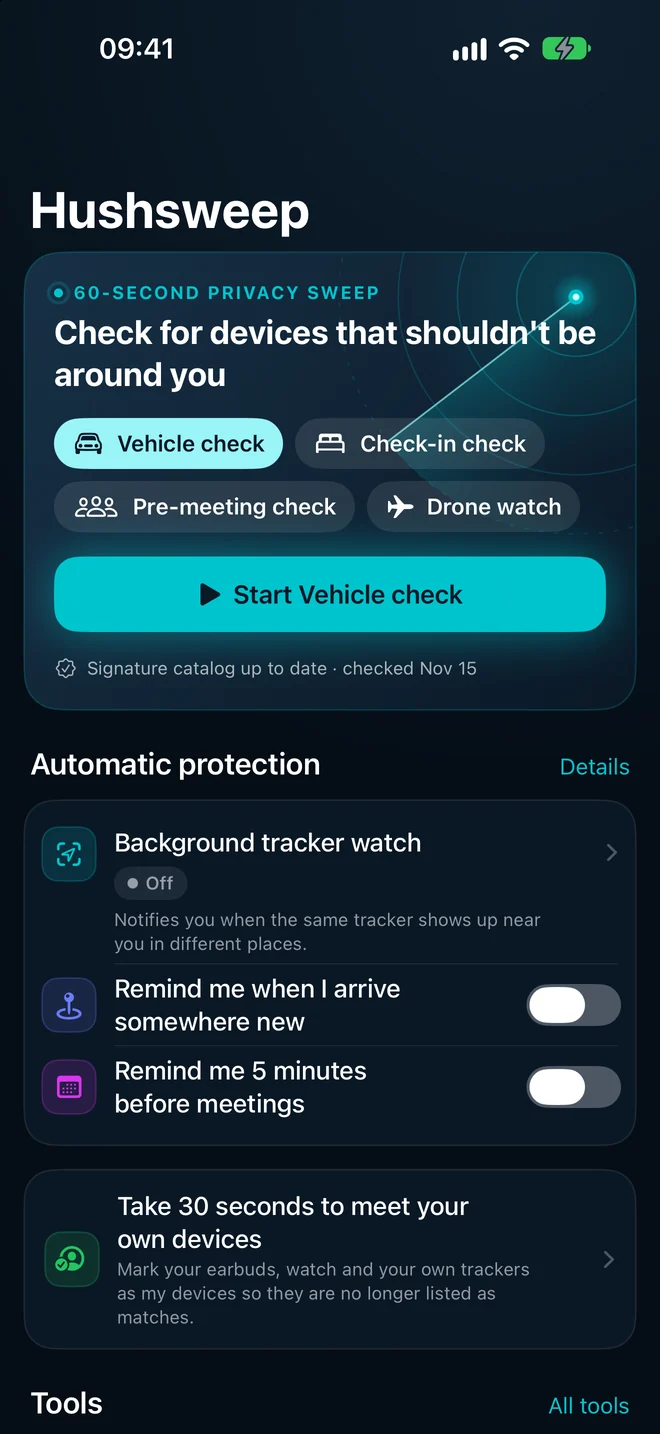 09:41
Hushsweep
60-SECOND PRIVACY SWEEP
Check for devices that shouldn't be
around you
Vehicle check
Check-in check
Pre-meeting check
Drone watch
Start Vehicle check
Signature catalog up to date · checked Nov 15
Automatic protection
Details
Background tracker watch
Off
Notifies you when the same tracker shows up near
you in different places.
Remind me when I arrive
somewhere new
Remind me 5 minutes
before meetings
Take 30 seconds to meet your
own devices
Mark your earbuds, watch and your own trackers
as my devices so they are no longer listed as
matches.
Tools
All tools